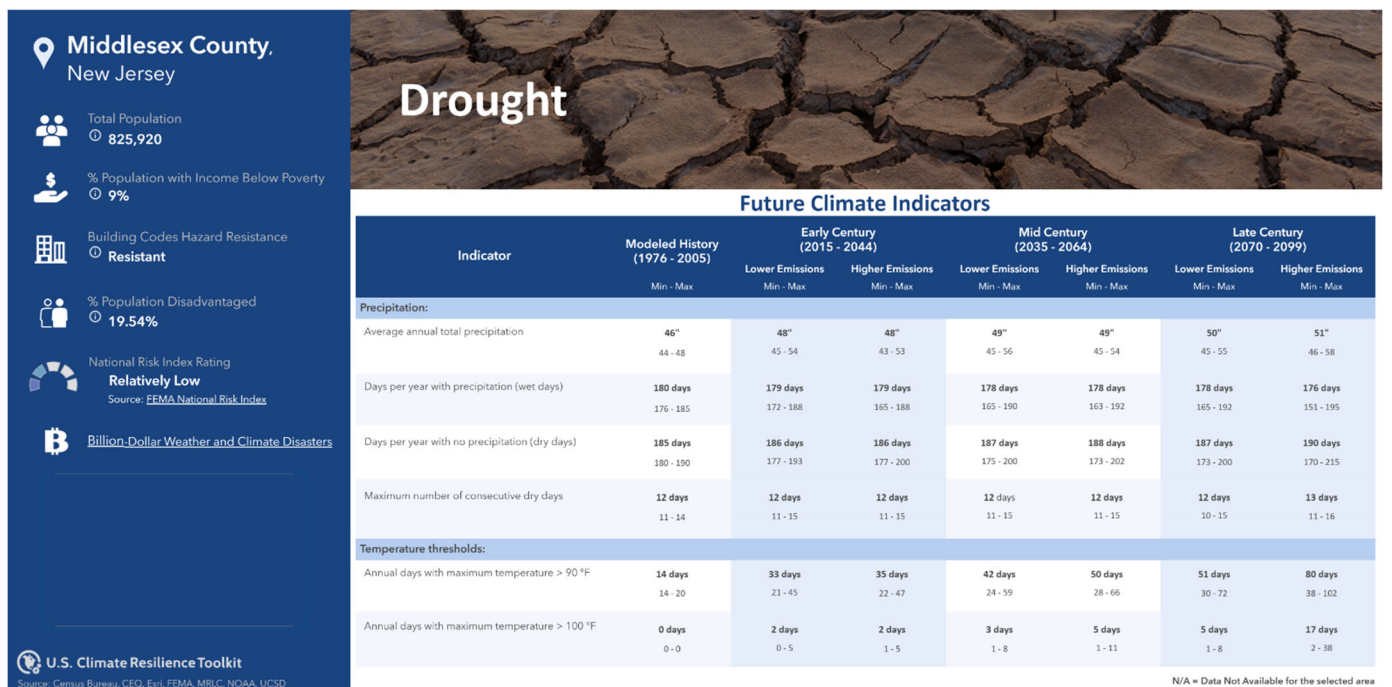 Middlesex County,
New Jersey
Total Population
825,920
% Population with Income Below Poverty
9%
Building Codes Hazard Resistance
Resistant
% Population Disadvantaged
19.54%
National Risk Index Rating
Relatively Low
Source: FEMA National Risk Index
Billion-Dollar Weather and Climate Disasters
U.S. Climate Resilience Toolkit
Source: Census Bureau, CEQ, Esri, FEMA, MRLC, NOAA, UCSD
Drought
Future Climate Indicators
Indicator
Modeled History
(1976 - 2005)
Min - Max
Early Century
(2015 - 2044)
Lower Emissions Higher Emissions
Min - Max Min - Max
Mid Century
(2035 - 2064)
Lower Emissions Higher Emissions
Min - Max Min - Max
Late Century
(2070 - 2099)
Lower Emissions Higher Emissions
Min - Max Min - Max
Precipitation:
Average annual total precipitation 46" 48" 48" 49" 49" 50" 51"
44 - 48 45 - 54 43 - 53 45 - 56 45 - 54 45 - 55 46 - 58
Days per year with precipitation (wet days) 180 days 179 days 179 days 178 days 178 days 178 days 176 days
176 - 185 172 - 188 165 - 188 165 - 190 163 - 192 165 - 192 151 - 195
Days per year with no precipitation (dry days) 185 days 186 days 186 days 187 days 188 days 187 days 190 days
180 - 190 177 - 193 177 - 200 175 - 200 173 - 202 173 - 200 170 - 215
Maximum number of consecutive dry days 12 days 12 days 12 days 12 days 12 days 12 days 13 days
11 - 14 11 - 15 11 - 15 11 - 15 11 - 15 10 - 15 11 - 16
Temperature thresholds:
Annual days with maximum temperature > 90 °F 14 days 33 days 35 days 42 days 50 days 51 days 80 days
14 - 20 21 - 45 22 - 47 24 - 59 28 - 66 30 - 72 38 - 102
Annual days with maximum temperature > 100 °F 0 days 2 days 2 days 3 days 5 days 5 days 17 days
0 - 0 0 - 5 1 - 5 1 - 8 1 - 11 1 - 8 2 - 38
N/A = Data Not Available for the selected area